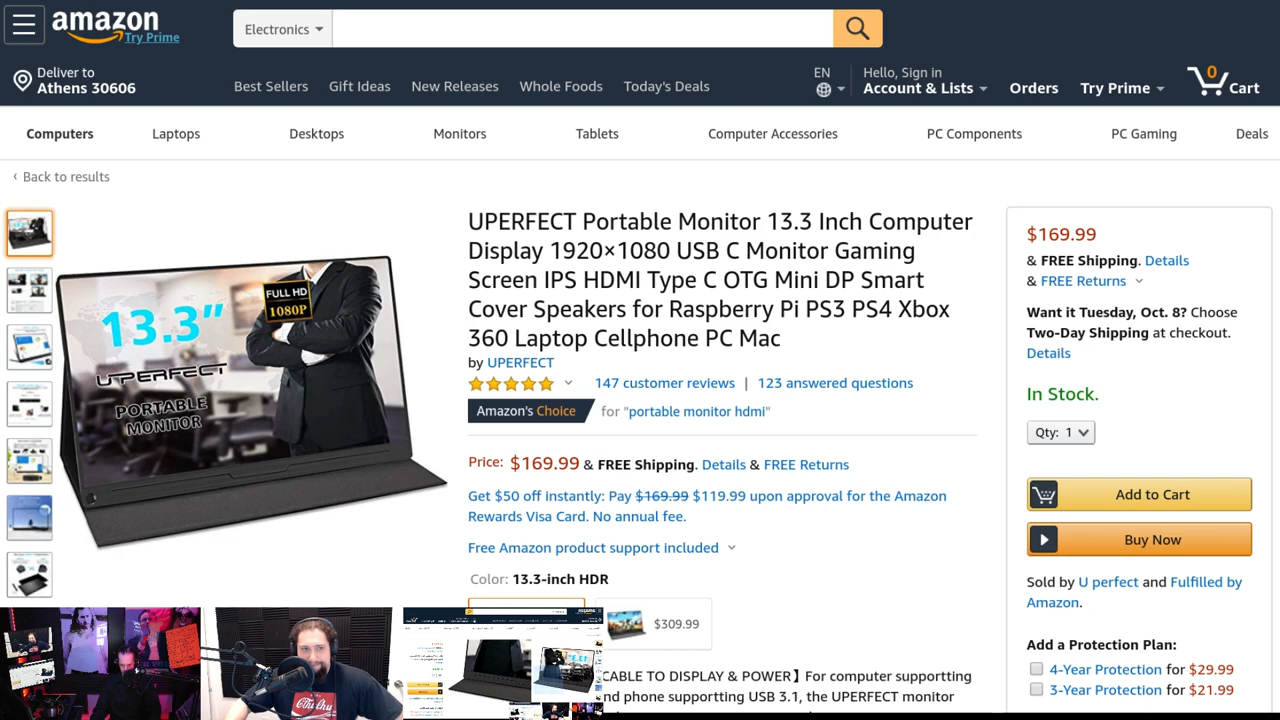 amazon
Try Prime
Electronics
Deliver to
Athens 30606
Best Sellers Gift Ideas New Releases Whole Foods Today's Deals
EN
Hello, Sign in
Account & Lists
Orders
Try Prime
0
Cart
Computers Laptops Desktops Monitors Tablets Computer Accessories PC Components PC Gaming Deals
‹ Back to results
13.3”
FULL HD
1080P
UPERFECT
PORTABLE
MONITOR
UPERFECT Portable Monitor 13.3 Inch Computer
Display 1920×1080 USB C Monitor Gaming
Screen IPS HDMI Type C OTG Mini DP Smart
Cover Speakers for Raspberry Pi PS3 PS4 Xbox
360 Laptop Cellphone PC Mac
by UPERFECT
147 customer reviews | 123 answered questions
Amazon's Choice for "portable monitor hdmi"
Price: $169.99 & FREE Shipping. Details & FREE Returns
Get $50 off instantly: Pay $169.99 $119.99 upon approval for the Amazon
Rewards Visa Card. No annual fee.
Free Amazon product support included
Color: 13.3-inch HDR
$309.99
CABLE TO DISPLAY & POWER】For computer supportting
nd phone supportting USB 3.1, the UPERFECT monitor
$169.99
& FREE Shipping. Details
& FREE Returns
Want it Tuesday, Oct. 8? Choose
Two-Day Shipping at checkout.
Details
In Stock.
Qty: 1
Add to Cart
Buy Now
Sold by U perfect and Fulfilled by
Amazon.
Add a Protection Plan:
4-Year Protection for $29.99
3-Year Protection for $21.99